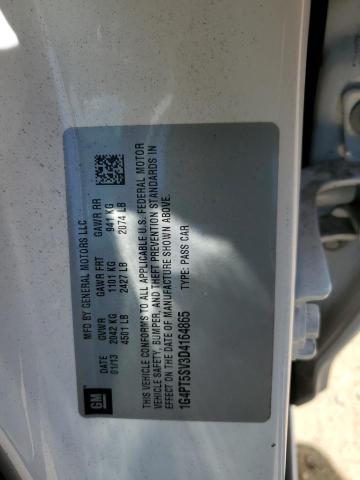 MFD BY GENERAL MOTORS LLC
01/13
GVWR GAWR FRT GAWR RR
2042 KG 1101 KG 941 KG
4501 LB 2427 LB 2074 LB
THIS VEHICLE CONFORMS TO ALL APPLICABLE U.S. FEDERAL MOTOR
VEHICLE SAFETY, BUMPER, AND THEFT PREVENTION STANDARDS IN
EFFECT ON THE DATE OF MANUFACTURE SHOWN ABOVE.
1G4PT5SV3D4164865 TYPE: PASS CAR
GM